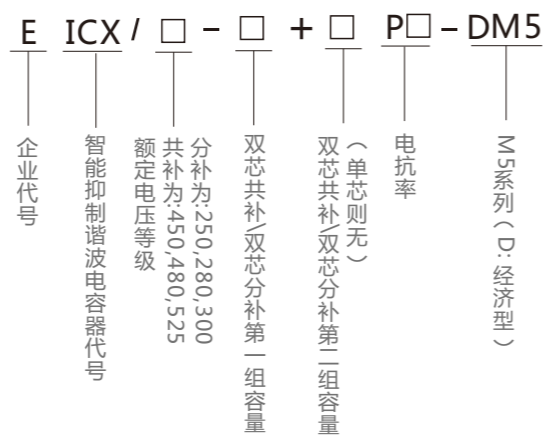 E ICX / □ - □ + □ P□ - DM5
企业代号
智能抑制谐波电容器代号
额定电压等级
共补为:450,480,525
分补为:250,280,300
双芯共补\双芯分补第一组容量
双芯共补\双芯分补第二组容量
（单芯则无）
电抗率
M5系列（D: 经济型 ）